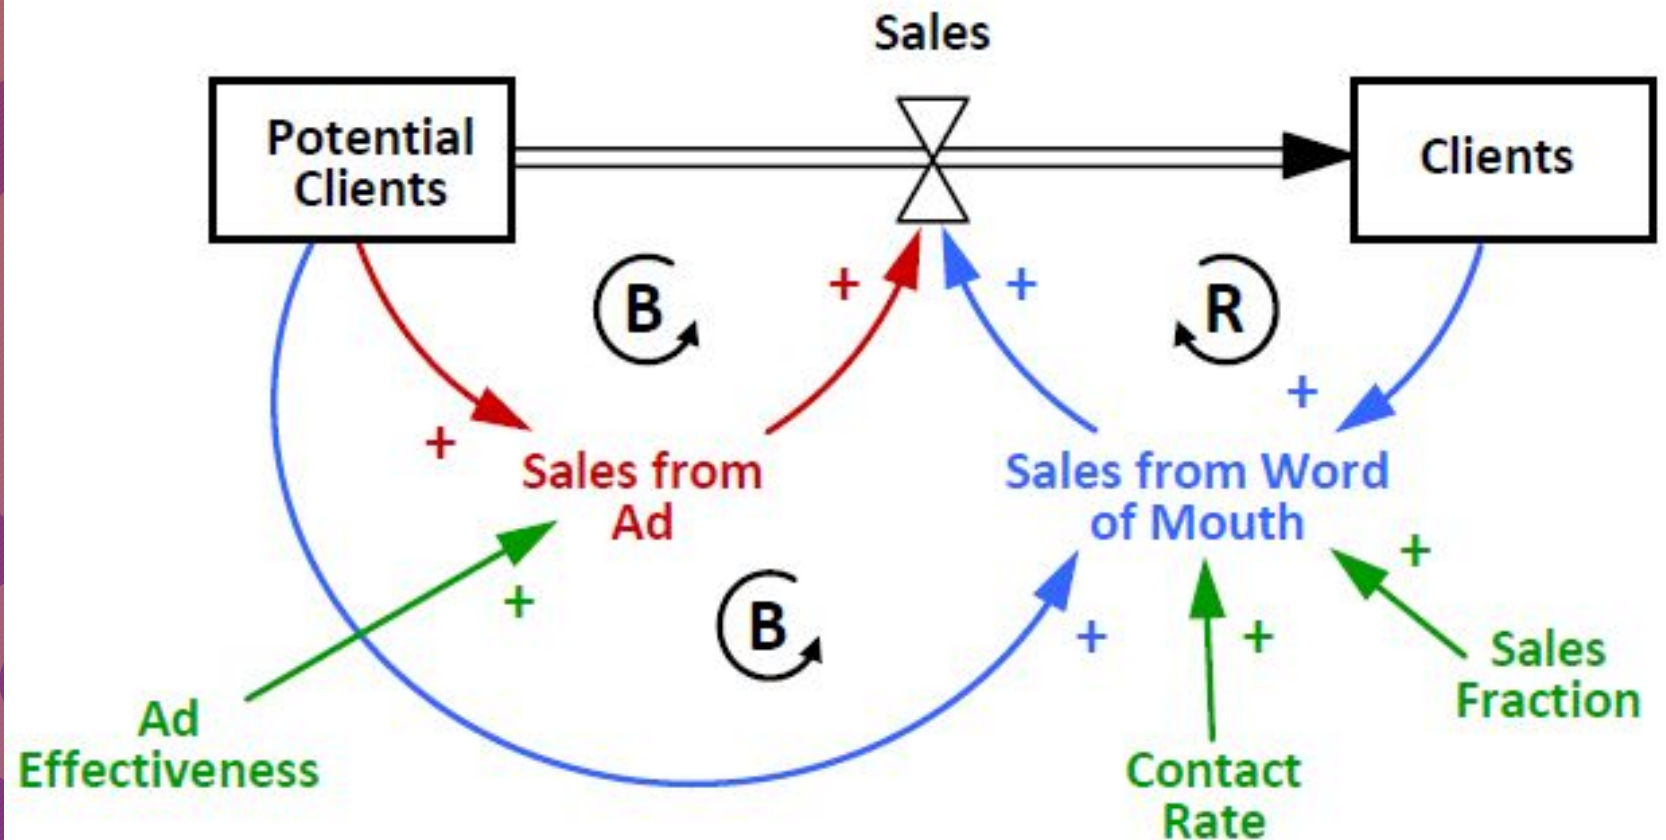 Sales
Potential
Clients
Clients
B
+
+
R
+
+
Sales from
Ad
Sales from Word
of Mouth
+
+
B
+
+
Sales
Fraction
Ad
Effectiveness
Contact
Rate